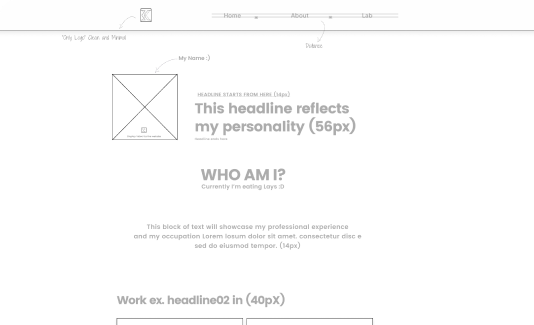 Home About Lab
"Only Logo" Clean and Minimal
My Name :)
HEADLINE STARTS FROM HERE (14px)
This headline reflects
my personality (56px)
WHO AM I?
Currently I'm eating Lays :D
This block of text will showcase my professional experience
and my occupation Lorem iosum dolor sit amet. consectetur disc e
sed do eiusmod tempor. (14px)
Work ex. headline02 in (40pX)